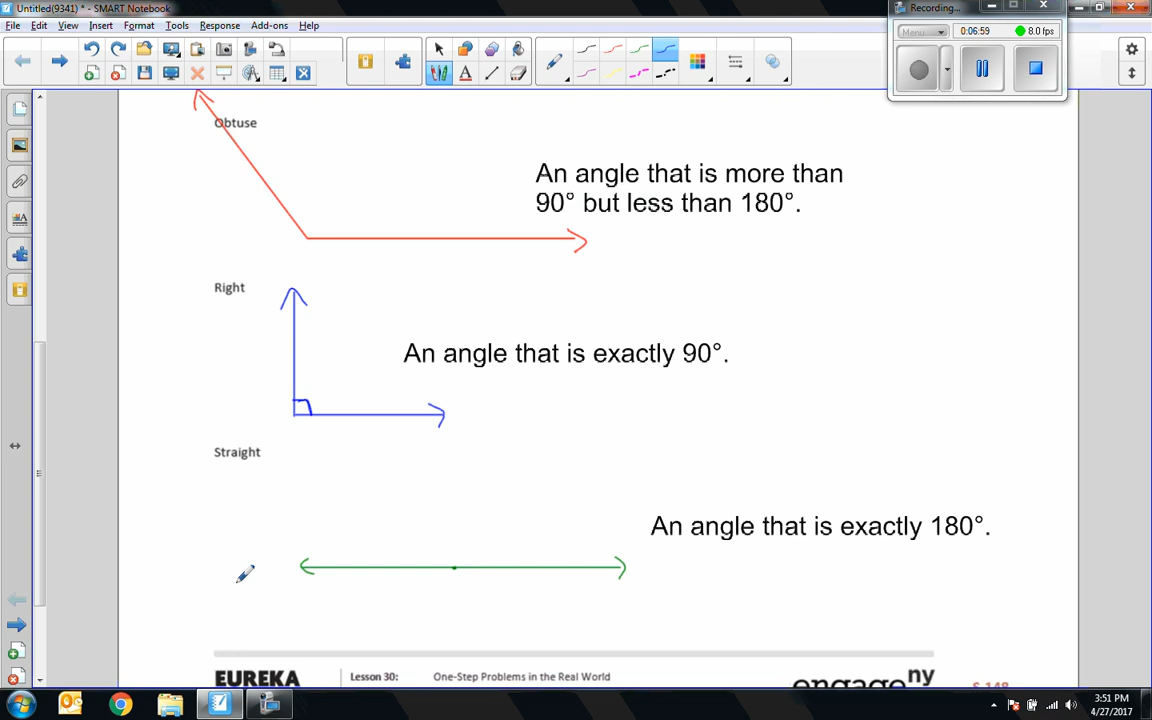 Untitled(9341) * - SMART Notebook
Recording...
File Edit View Insert Format Tools Response Add-ons Help
Menu 0:06:59 8.0 fps
Obtuse
An angle that is more than
90° but less than 180°.
Right
An angle that is exactly 90°.
Straight
An angle that is exactly 180°.
EUREKA Lesson 30: One-Step Problems in the Real World engage ny S.148
3:51 PM
4/27/2017